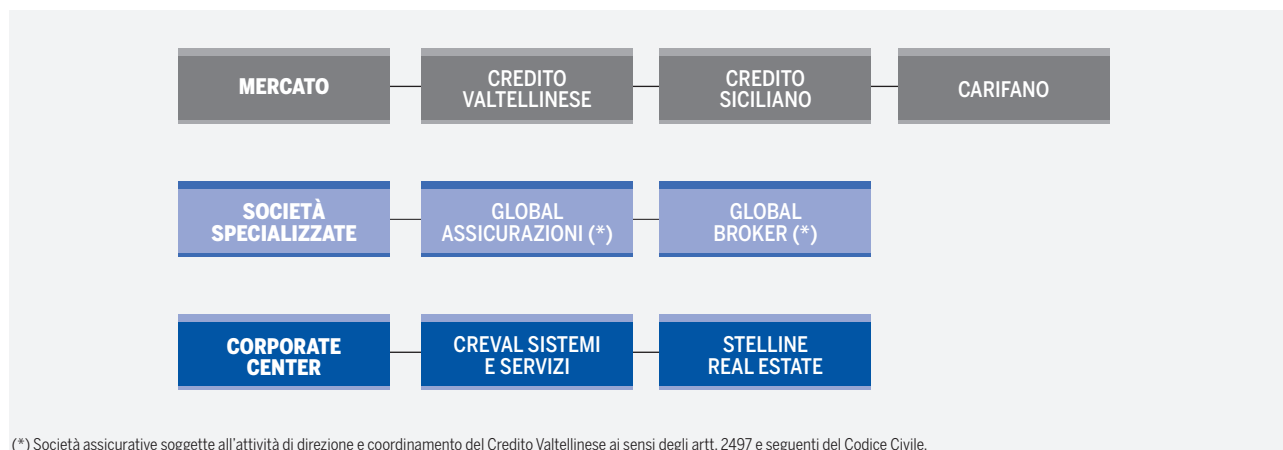 MERCATO
CREDITO
VALTELLINESE
CREDITO
SICILIANO
CARIFANO
SOCIETÀ
SPECIALIZZATE
GLOBAL
ASSICURAZIONI (*)
GLOBAL
BROKER (*)
CORPORATE
CENTER
CREVAL SISTEMI
E SERVIZI
STELLINE
REAL ESTATE
(*) Società assicurative soggette all'attività di direzione e coordinamento del Credito Valtellinese ai sensi degli artt. 2497 e seguenti del Codice Civile.